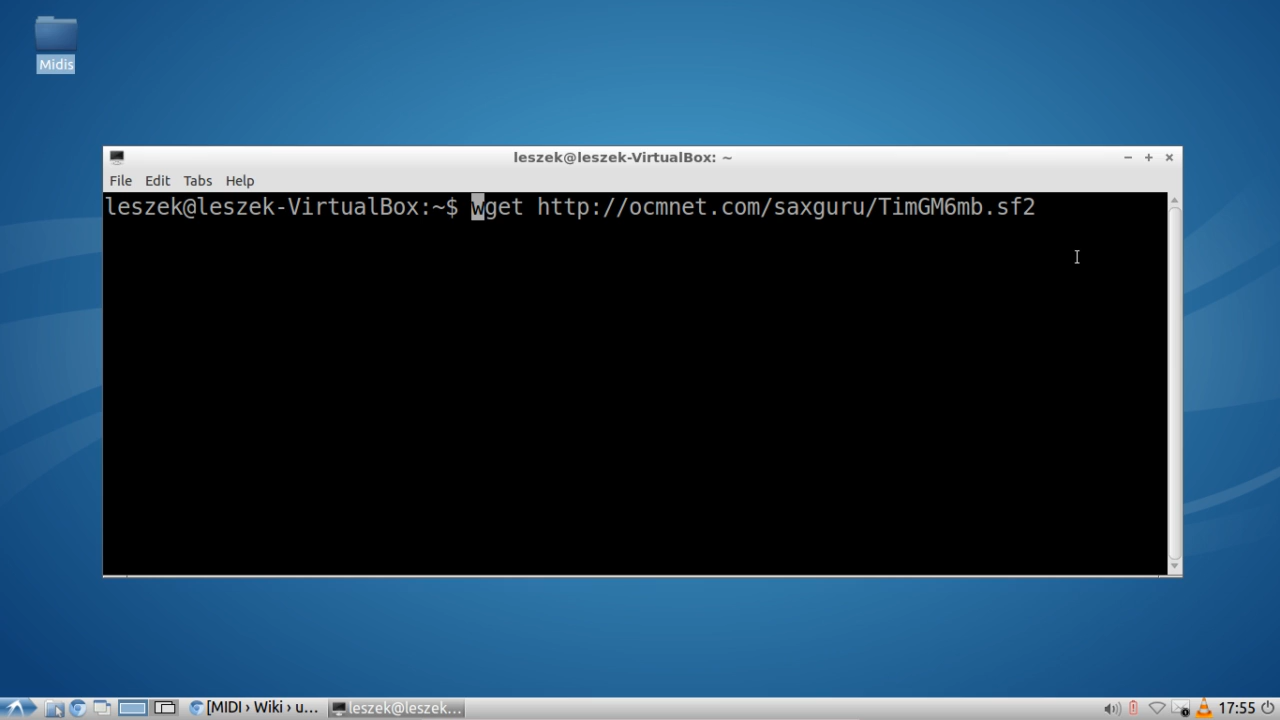 Midis
leszek@leszek-VirtualBox: ~
File Edit Tabs Help
leszek@leszek-VirtualBox:~$ wget http://ocmnet.com/saxguru/TimGM6mb.sf2
[MIDI › Wiki › u... leszek@leszek... 17:55